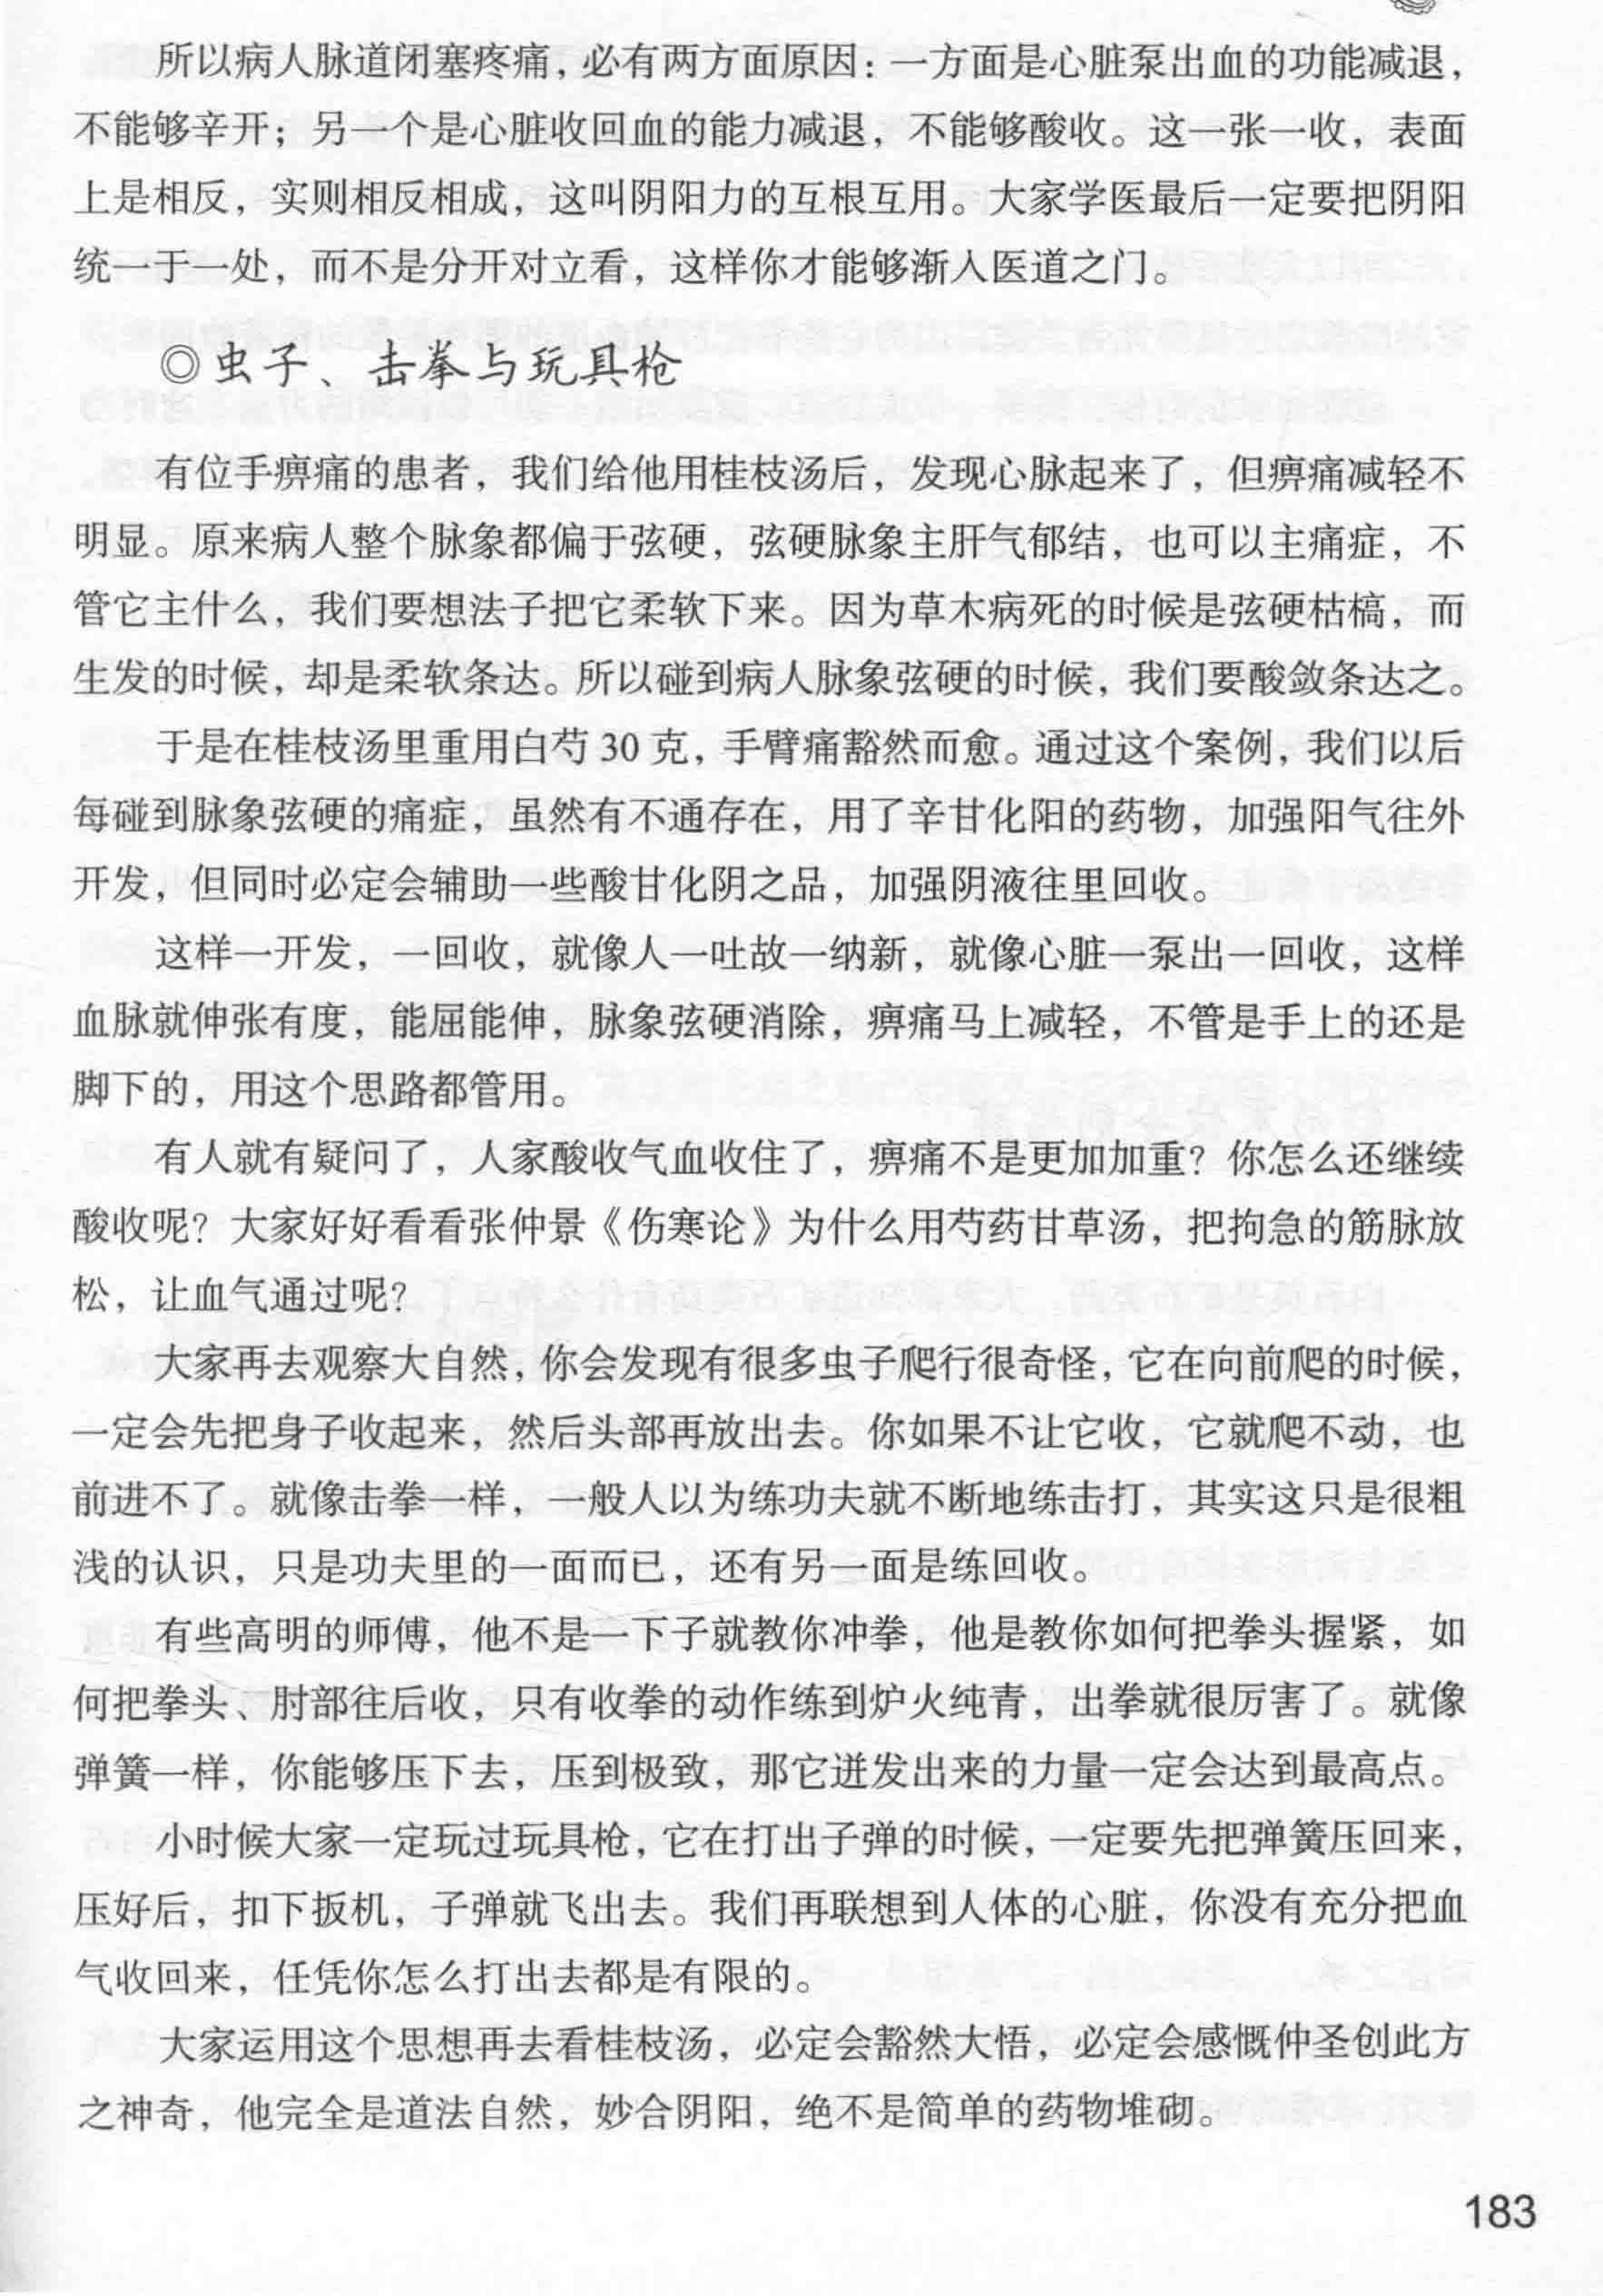 所以病人脉道闭塞疼痛，必有两方面原因：一方面是心脏泵出血的功能减退，
不能够辛开；另一个是心脏收回血的能力减退，不能够酸收。这一张一收，表面
上是相反，实则相反相成，这叫阴阳力的互根互用。大家学医最后一定要把阴阳
统一于一处，而不是分开对立看，这样你才能够渐入医道之门。
◎虫子、击拳与玩具枪
有位手痹痛的患者，我们给他用桂枝汤后，发现心脉起来了，但痹痛减轻不
明显。原来病人整个脉象都偏于弦硬，弦硬脉象主肝气郁结，也可以主痛症，不
管它主什么，我们要想法子把它柔软下来。因为草木病死的时候是弦硬枯槁，而
生发的时候，却是柔软条达。所以碰到病人脉象弦硬的时候，我们要酸敛条达之。
于是在桂枝汤里重用白芍30克，手臂痛豁然而愈。通过这个案例，我们以后
每碰到脉象弦硬的痛症，虽然有不通存在，用了辛甘化阳的药物，加强阳气往外
开发，但同时必定会辅助一些酸甘化阴之品，加强阴液往里回收。
这样一开发，一回收，就像人一吐故一纳新，就像心脏一泵出一回收，这样
血脉就伸张有度，能屈能伸，脉象弦硬消除，痹痛马上减轻，不管是手上的还是
脚下的，用这个思路都管用。
有人就有疑问了，人家酸收气血收住了，痹痛不是更加加重？你怎么还继续
酸收呢？大家好好看看张仲景《伤寒论》为什么用芍药甘草汤，把拘急的筋脉放
松，让血气通过呢？
大家再去观察大自然，你会发现有很多虫子爬行很奇怪，它在向前爬的时候，
一定会先把身子收起来，然后头部再放出去。你如果不让它收，它就爬不动，也
前进不了。就像击拳一样，一般人以为练功夫就不断地练击打，其实这只是很粗
浅的认识，只是功夫里的一面而已，还有另一面是练回收。
有些高明的师傅，他不是一下子就教你冲拳，他是教你如何把拳头握紧，如
何把拳头、肘部往后收，只有收拳的动作练到炉火纯青，出拳就很厉害了。就像
弹簧一样，你能够压下去，压到极致，那它迸发出来的力量一定会达到最高点。
小时候大家一定玩过玩具枪，它在打出子弹的时候，一定要先把弹簧压回来，
压好后，扣下扳机，子弹就飞出去。我们再联想到人体的心脏，你没有充分把血
气收回来，任凭你怎么打出去都是有限的。
大家运用这个思想再去看桂枝汤，必定会豁然大悟，必定会感慨仲圣创此方
之神奇，他完全是道法自然，妙合阴阳，绝不是简单的药物堆砌。
183